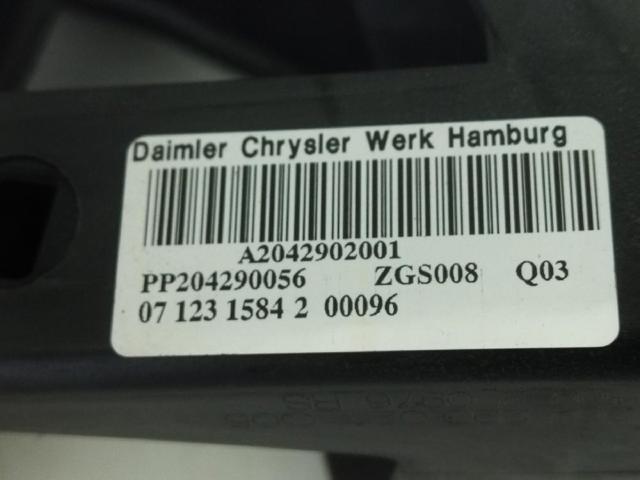 Daimler Chrysler Werk Hamburg
A2042902001
PP204290056 ZGS008 Q03
07 123 1584 2 00096